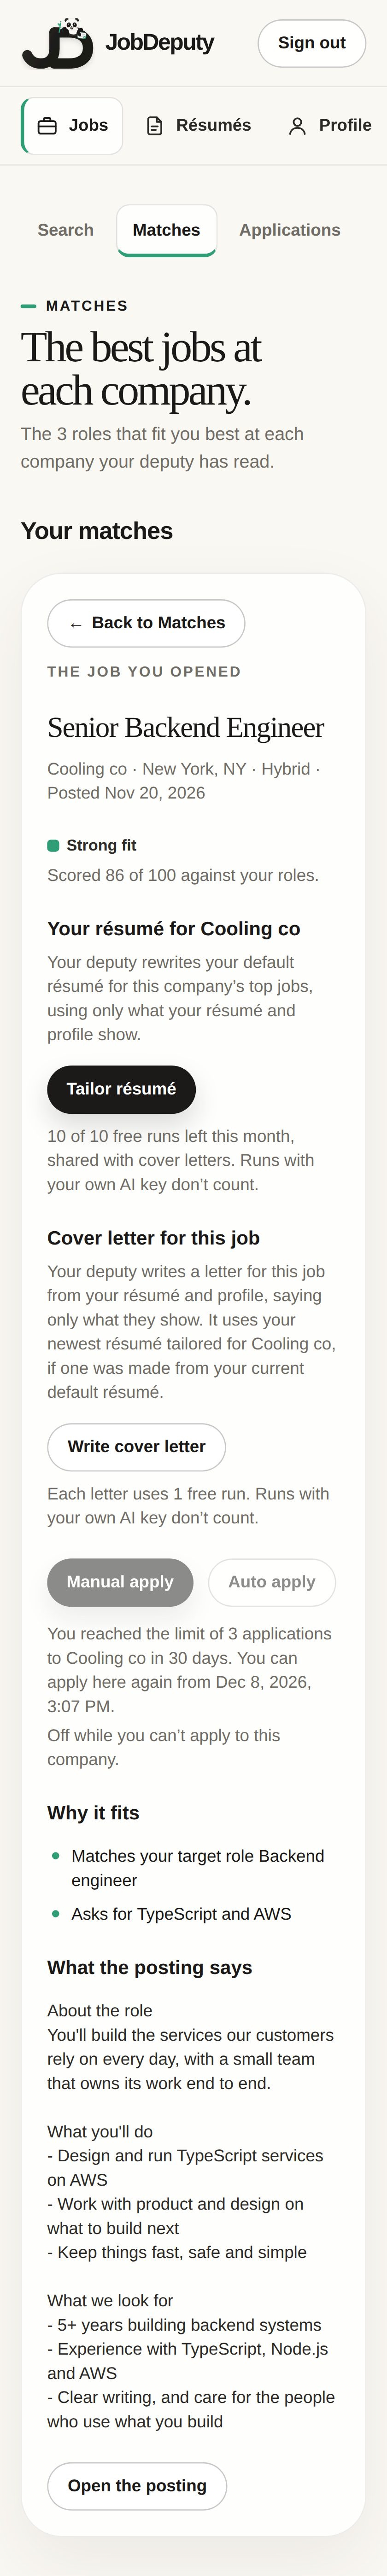 JobDeputy
Sign out
Jobs
Résumés
Profile
Search
Matches
Applications
MATCHES
The best jobs at
each company.
The 3 roles that fit you best at each
company your deputy has read.
Your matches
← Back to Matches
THE JOB YOU OPENED
Senior Backend Engineer
Cooling co · New York, NY · Hybrid ·
Posted Nov 20, 2026
Strong fit
Scored 86 of 100 against your roles.
Your résumé for Cooling co
Your deputy rewrites your default
résumé for this company’s top jobs,
using only what your résumé and
profile show.
Tailor résumé
10 of 10 free runs left this month,
shared with cover letters. Runs with
your own AI key don’t count.
Cover letter for this job
Your deputy writes a letter for this job
from your résumé and profile, saying
only what they show. It uses your
newest résumé tailored for Cooling co,
if one was made from your current
default résumé.
Write cover letter
Each letter uses 1 free run. Runs with
your own AI key don’t count.
Manual apply
Auto apply
You reached the limit of 3 applications
to Cooling co in 30 days. You can
apply here again from Dec 8, 2026,
3:07 PM.
Off while you can’t apply to this
company.
Why it fits
Matches your target role Backend
engineer
Asks for TypeScript and AWS
What the posting says
About the role
You'll build the services our customers
rely on every day, with a small team
that owns its work end to end.
What you'll do
- Design and run TypeScript services
on AWS
- Work with product and design on
what to build next
- Keep things fast, safe and simple
What we look for
- 5+ years building backend systems
- Experience with TypeScript, Node.js
and AWS
- Clear writing, and care for the people
who use what you build
Open the posting